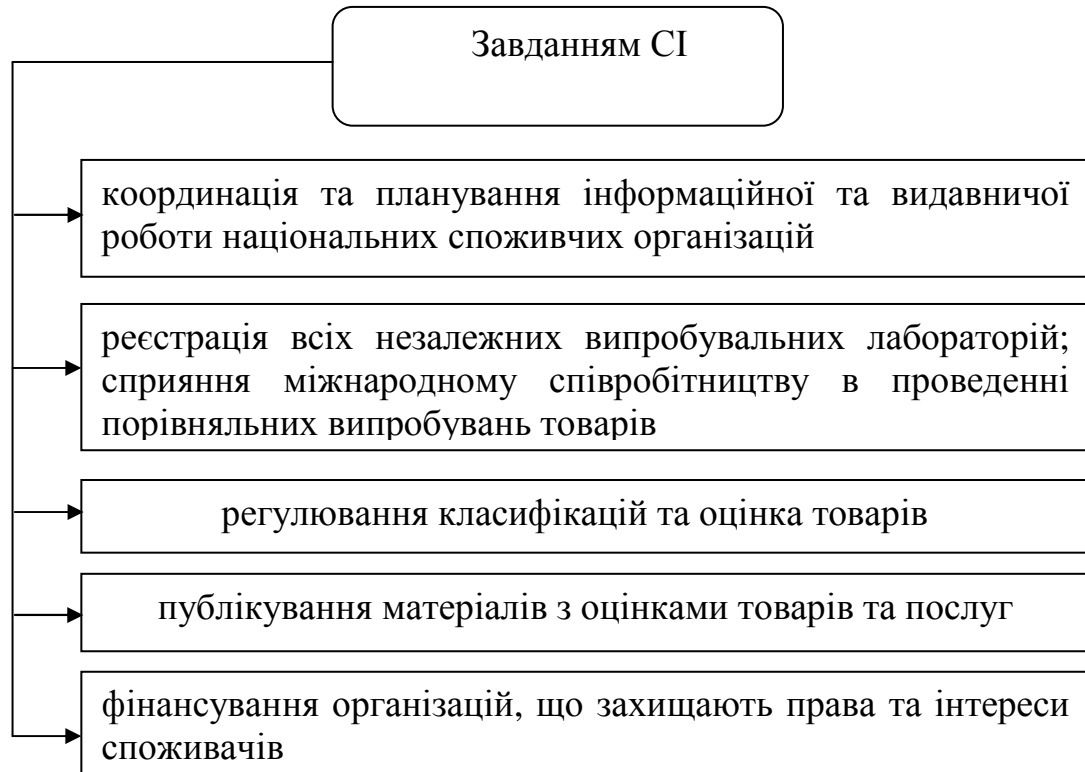 Завданням СІ
координація та планування інформаційної та видавничої
роботи національних споживчих організацій
реєстрація всіх незалежних випробувальних лабораторій;
сприяння міжнародному співробітництву в проведенні
порівняльних випробувань товарів
регулювання класифікацій та оцінка товарів
публікування матеріалів з оцінками товарів та послуг
фінансування організацій, що захищають права та інтереси
споживачів